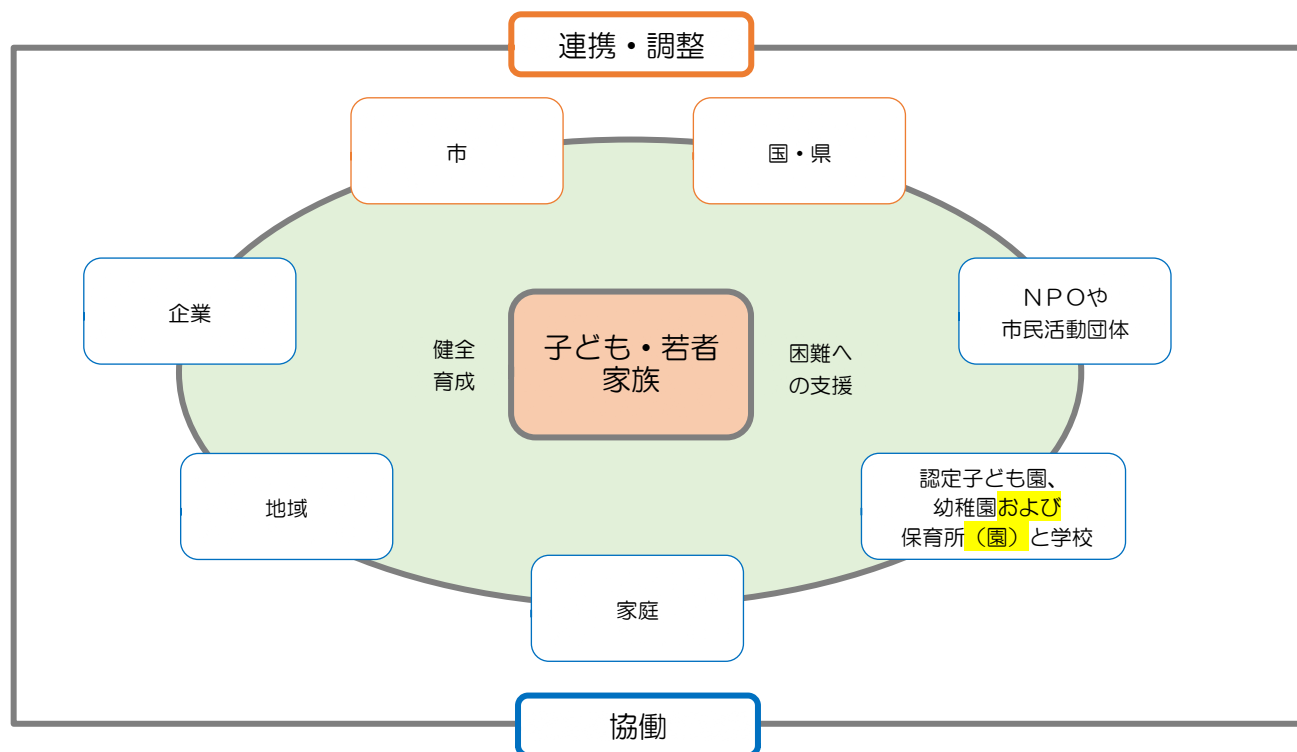 連携・調整
市
国・県
企業
NPOや
市民活動団体
健全
育成
子ども・若者
家族
困難へ
の支援
地域
認定子ども園、
幼稚園および
保育所（園）と学校
家庭
協働